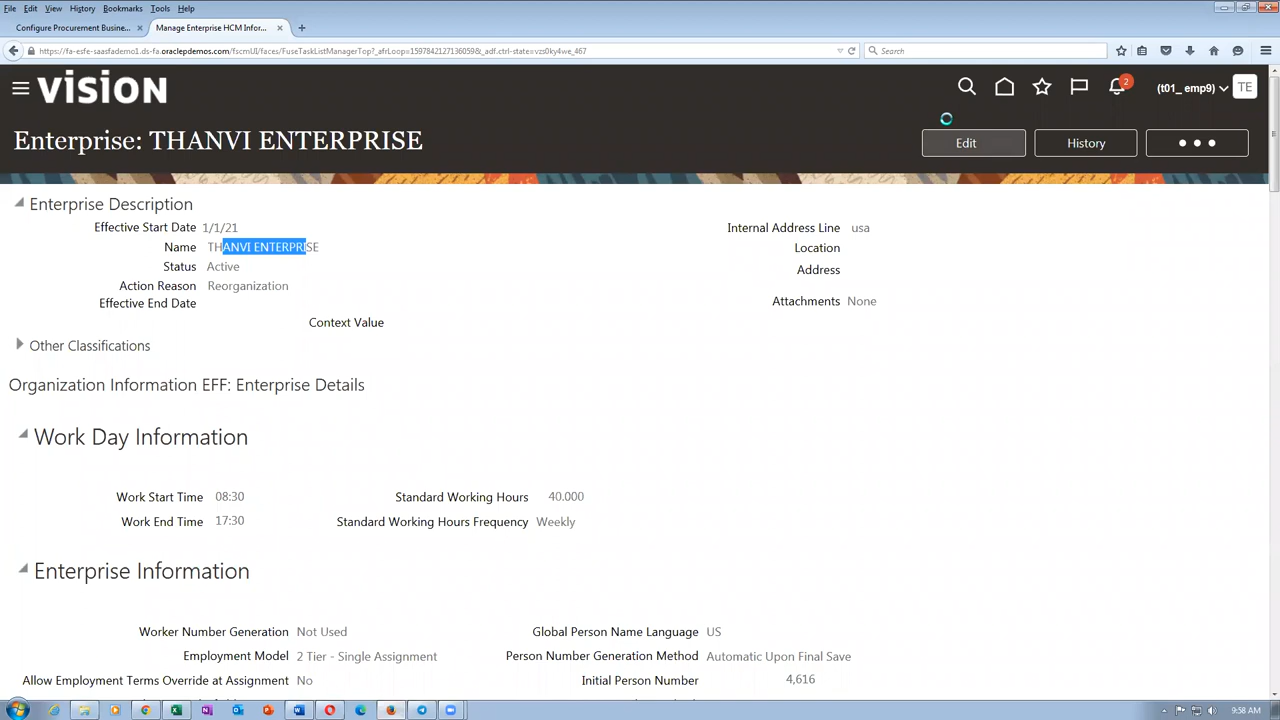 File Edit View History Bookmarks Tools Help
Configure Procurement Busine... × Manage Enterprise HCM Infor... × +
https://fa-esfe-saasfademo1.ds-fa.oraclepdemos.com/fscmUI/faces/FuseTaskListManagerTop?_afrLoop=1597842127136059&_adf.ctrl-state=vzs0ky4we_467 Search
VISION 2 (t01_ emp9) TE
Enterprise: THANVI ENTERPRISE Edit History
Enterprise Description
Effective Start Date 1/1/21 Internal Address Line usa
Name THANVI ENTERPRISE Location
Status Active Address
Action Reason Reorganization
Effective End Date Attachments None
Context Value
Other Classifications
Organization Information EFF: Enterprise Details
Work Day Information
Work Start Time 08:30 Standard Working Hours 40.000
Work End Time 17:30 Standard Working Hours Frequency Weekly
Enterprise Information
Worker Number Generation Not Used Global Person Name Language US
Employment Model 2 Tier - Single Assignment Person Number Generation Method Automatic Upon Final Save
Allow Employment Terms Override at Assignment No Initial Person Number 4,616
9:58 AM